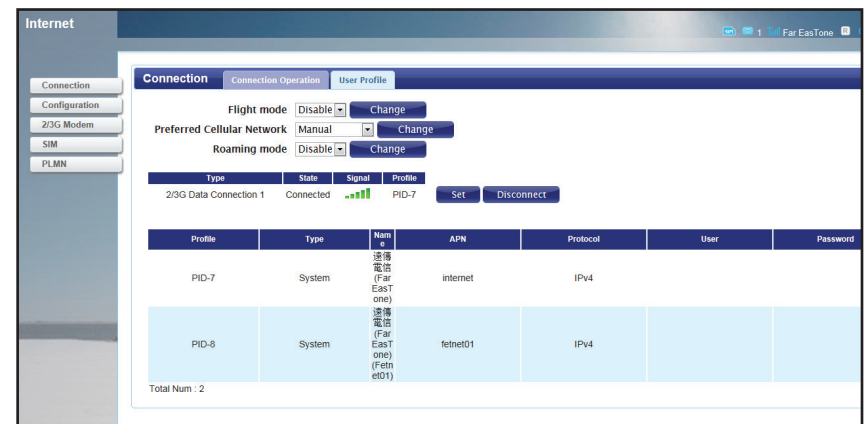 Internet
1 Far EasTone R
Connection
Configuration
2/3G Modem
SIM
PLMN
Connection Connection Operation User Profile
Flight mode Disable Change
Preferred Cellular Network Manual Change
Roaming mode Disable Change
Type State Signal Profile
2/3G Data Connection 1 Connected PID-7 Set Disconnect
Profile Type Nam APN Protocol User Password
e
遠傳
電信
PID-7 System (Far internet IPv4
EasT
one)
遠傳
電信
(Far
PID-8 System EasT fetnet01 IPv4
one)
(Fetn
et01)
Total Num : 2